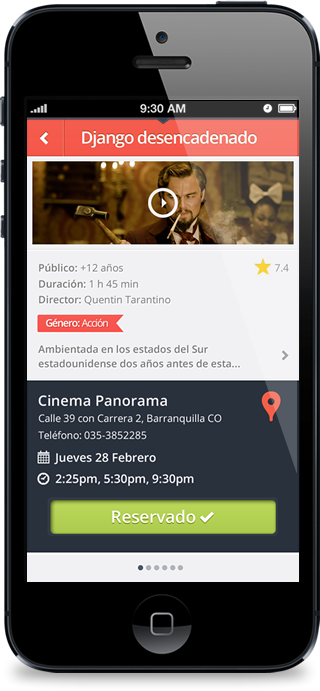 9:30 AM
Django desencadenado
Público: +12 años
7.4
Duración: 1 h 45 min
Director: Quentin Tarantino
Género: Acción
Ambientada en los estados del Sur
estadounidense dos años antes de esta...
Cinema Panorama
Calle 39 con Carrera 2, Barranquilla CO
Teléfono: 035-3852285
Jueves 28 Febrero
2:25pm, 5:30pm, 9:30pm
Reservado